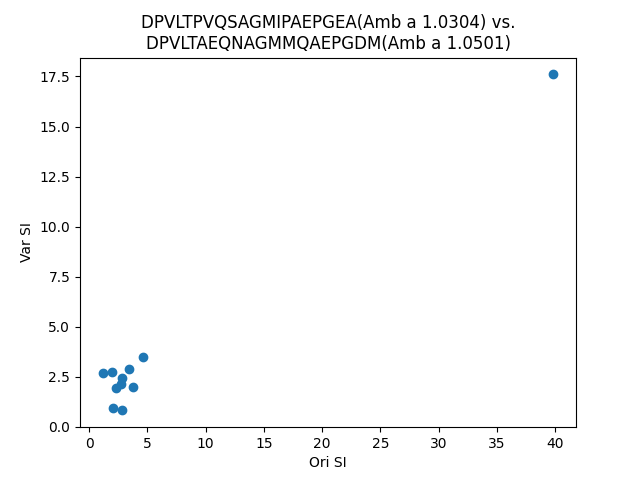 DPVLTPVQSAGMIPAEPGEA(Amb a 1.0304) vs.
DPVLTAEQNAGMMQAEPGDM(Amb a 1.0501)
17.5
15.0
12.5
10.0
7.5
5.0
2.5
0.0
Var SI
0 5 10 15 20 25 30 35 40
Ori SI